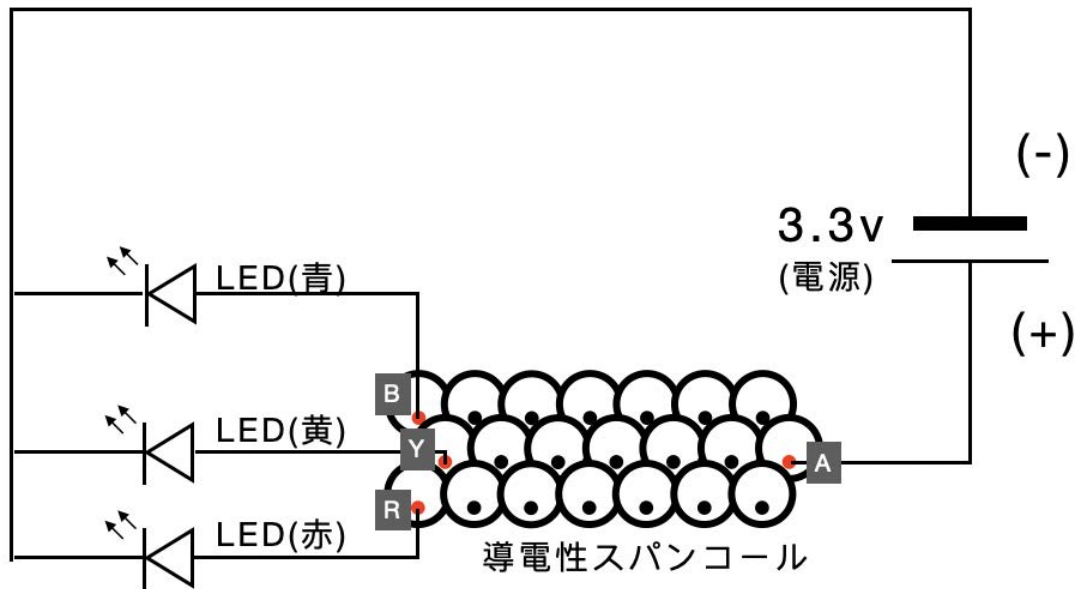 (-)
3.3v
(電源)
(+)
LED(青)
B
LED(黄)
Y
A
R
LED(赤)
導電性スパンコール